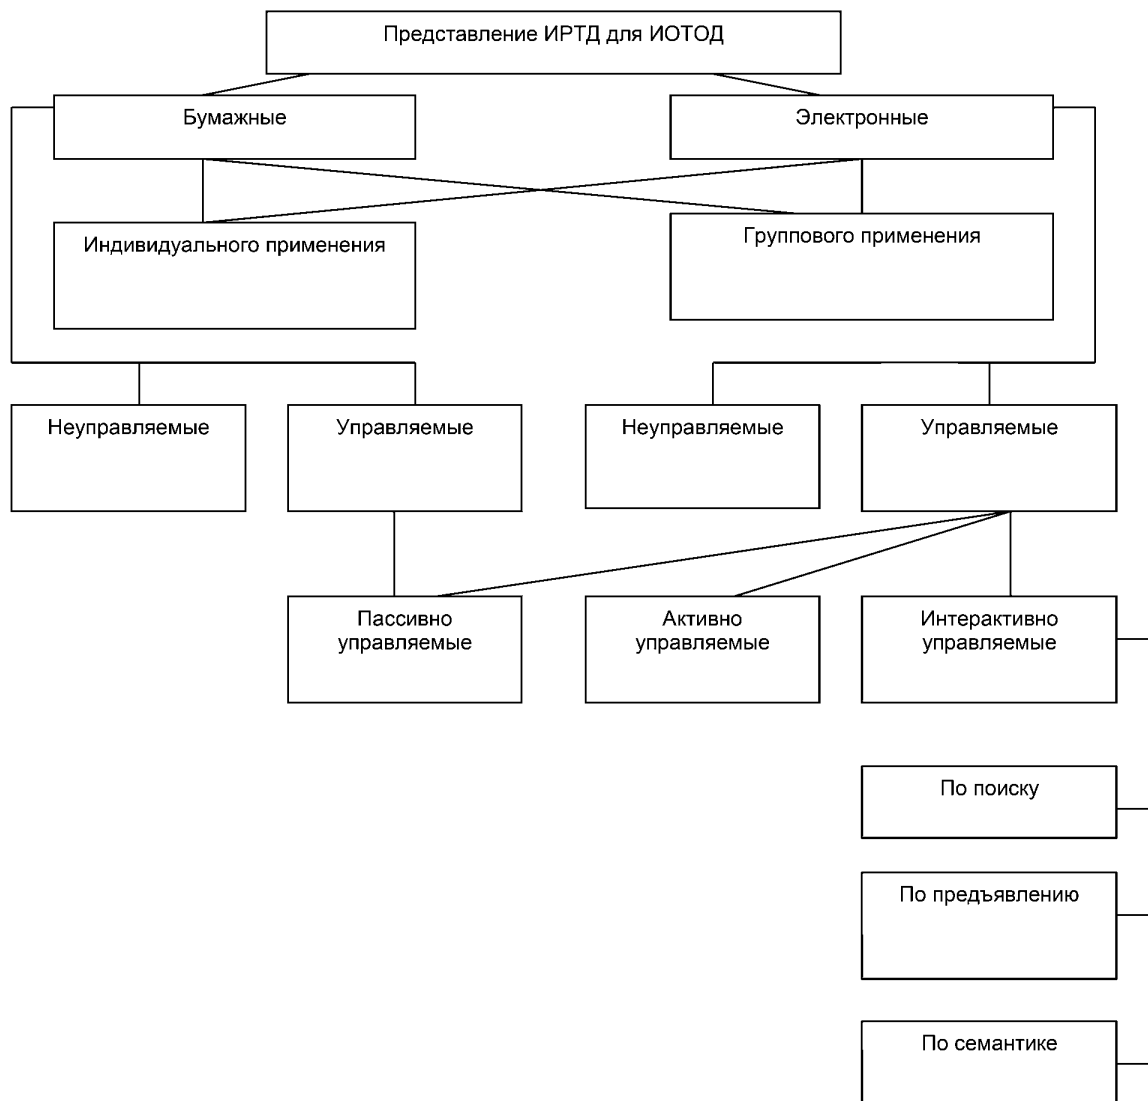 Представление ИРТД для ИОТОД
Бумажные
Электронные
Индивидуального применения
Группового применения
Неуправляемые
Управляемые
Неуправляемые
Управляемые
Пассивно
управляемые
Активно
управляемые
Интерактивно
управляемые
По поиску
По предъявлению
По семантике